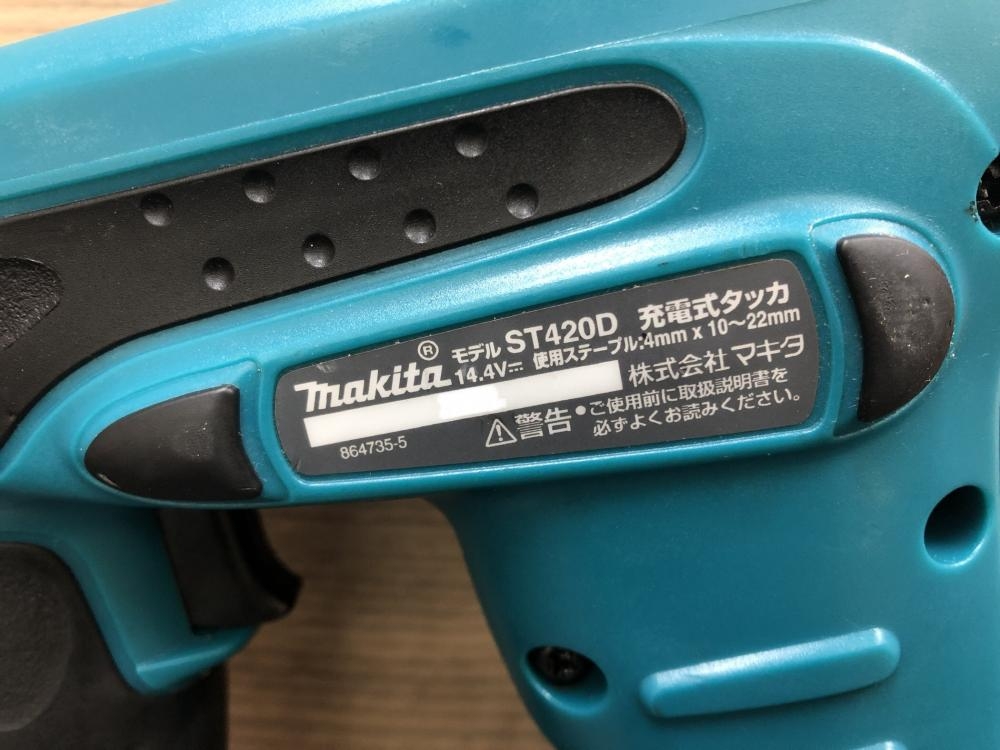 makita® モデル ST420D 充電式タッカ
14.4V⎓ 使用ステープル:4mm x 10〜22mm
株式会社 マキタ
864735-5
⚠警告 •ご使用前に取扱説明書を
必ずよくお読みください。